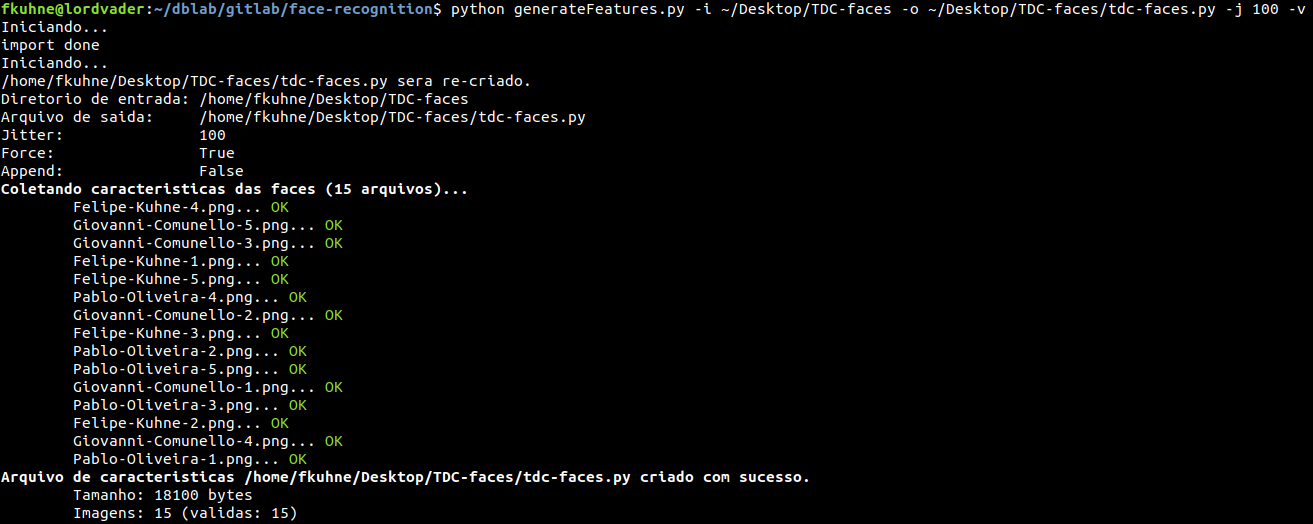 fkuhne@lordvader:~/dblab/gitlab/face-recognition$ python generateFeatures.py -i ~/Desktop/TDC-faces -o ~/Desktop/TDC-faces/tdc-faces.py -j 100 -v
Iniciando...
import done
Iniciando...
/home/fkuhne/Desktop/TDC-faces/tdc-faces.py sera re-criado.
Diretorio de entrada: /home/fkuhne/Desktop/TDC-faces
Arquivo de saida:     /home/fkuhne/Desktop/TDC-faces/tdc-faces.py
Jitter:               100
Force:                True
Append:               False
Coletando caracteristicas das faces (15 arquivos)...
        Felipe-Kuhne-4.png... OK
        Giovanni-Comunello-5.png... OK
        Giovanni-Comunello-3.png... OK
        Felipe-Kuhne-1.png... OK
        Felipe-Kuhne-5.png... OK
        Pablo-Oliveira-4.png... OK
        Giovanni-Comunello-2.png... OK
        Felipe-Kuhne-3.png... OK
        Pablo-Oliveira-2.png... OK
        Pablo-Oliveira-5.png... OK
        Giovanni-Comunello-1.png... OK
        Pablo-Oliveira-3.png... OK
        Felipe-Kuhne-2.png... OK
        Giovanni-Comunello-4.png... OK
        Pablo-Oliveira-1.png... OK
Arquivo de caracteristicas /home/fkuhne/Desktop/TDC-faces/tdc-faces.py criado com sucesso.
        Tamanho: 18100 bytes
        Imagens: 15 (validas: 15)